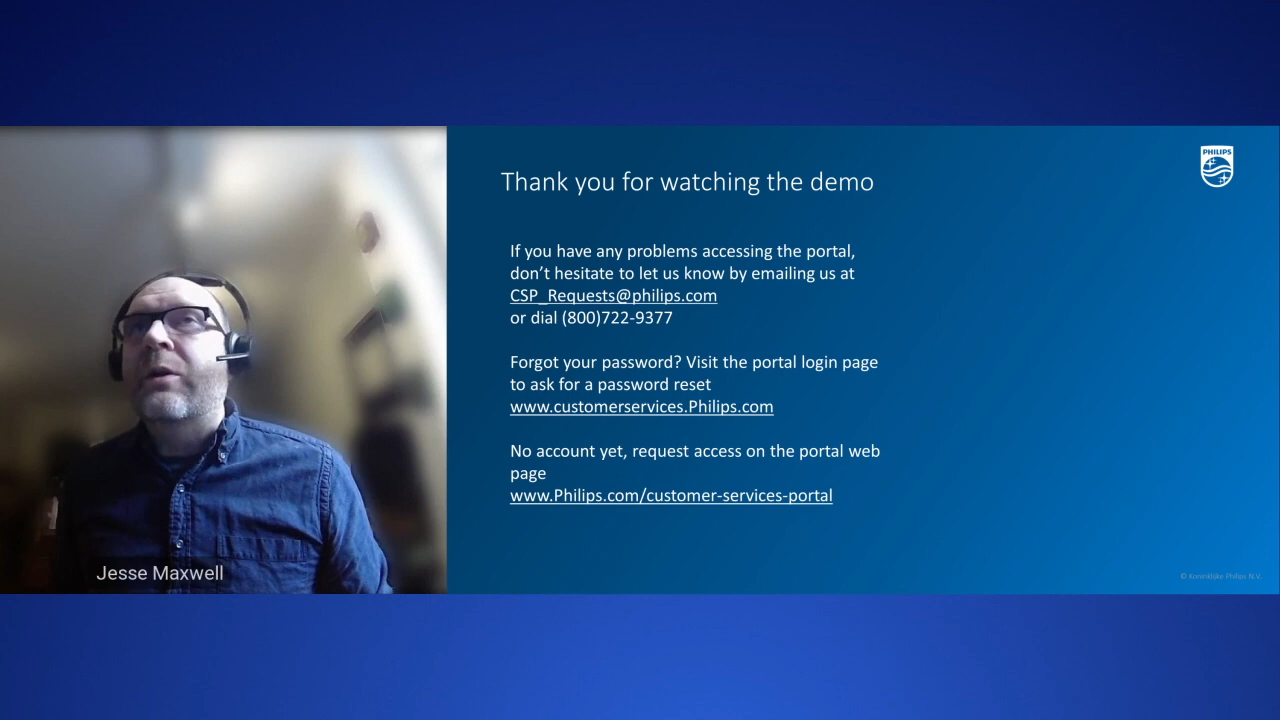 PHILIPS
Thank you for watching the demo
If you have any problems accessing the portal,
don’t hesitate to let us know by emailing us at
CSP_Requests@philips.com
or dial (800)722-9377
Forgot your password? Visit the portal login page
to ask for a password reset
www.customerservices.Philips.com
No account yet, request access on the portal web
page
www.Philips.com/customer-services-portal
Jesse Maxwell
© Koninklijke Philips N.V.